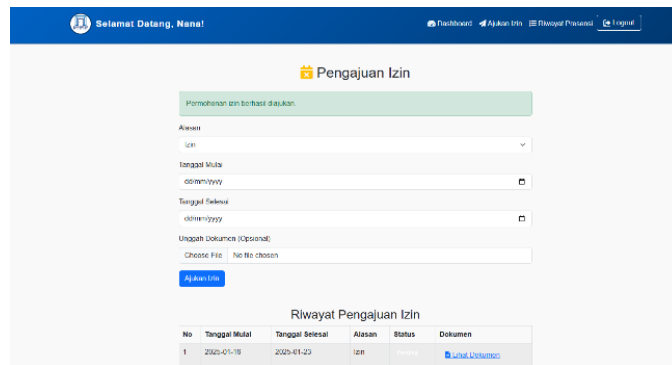 Selamat Datang, Nana!
Dashboard Ajukan Izin Riwayat Presensi Logout
Pengajuan Izin
Permohonan izin berhasil diajukan.
Alasan
Izin
Tanggal Mulai
dd/mm/yyyy
Tanggal Selesai
dd/mm/yyyy
Unggah Dokumen (Opsional)
Choose File No file chosen
Ajukan Izin
Riwayat Pengajuan Izin
No Tanggal Mulai Tanggal Selesai Alasan Status Dokumen
1 2025-01-18 2025-01-20 Izin Lihat Dokumen